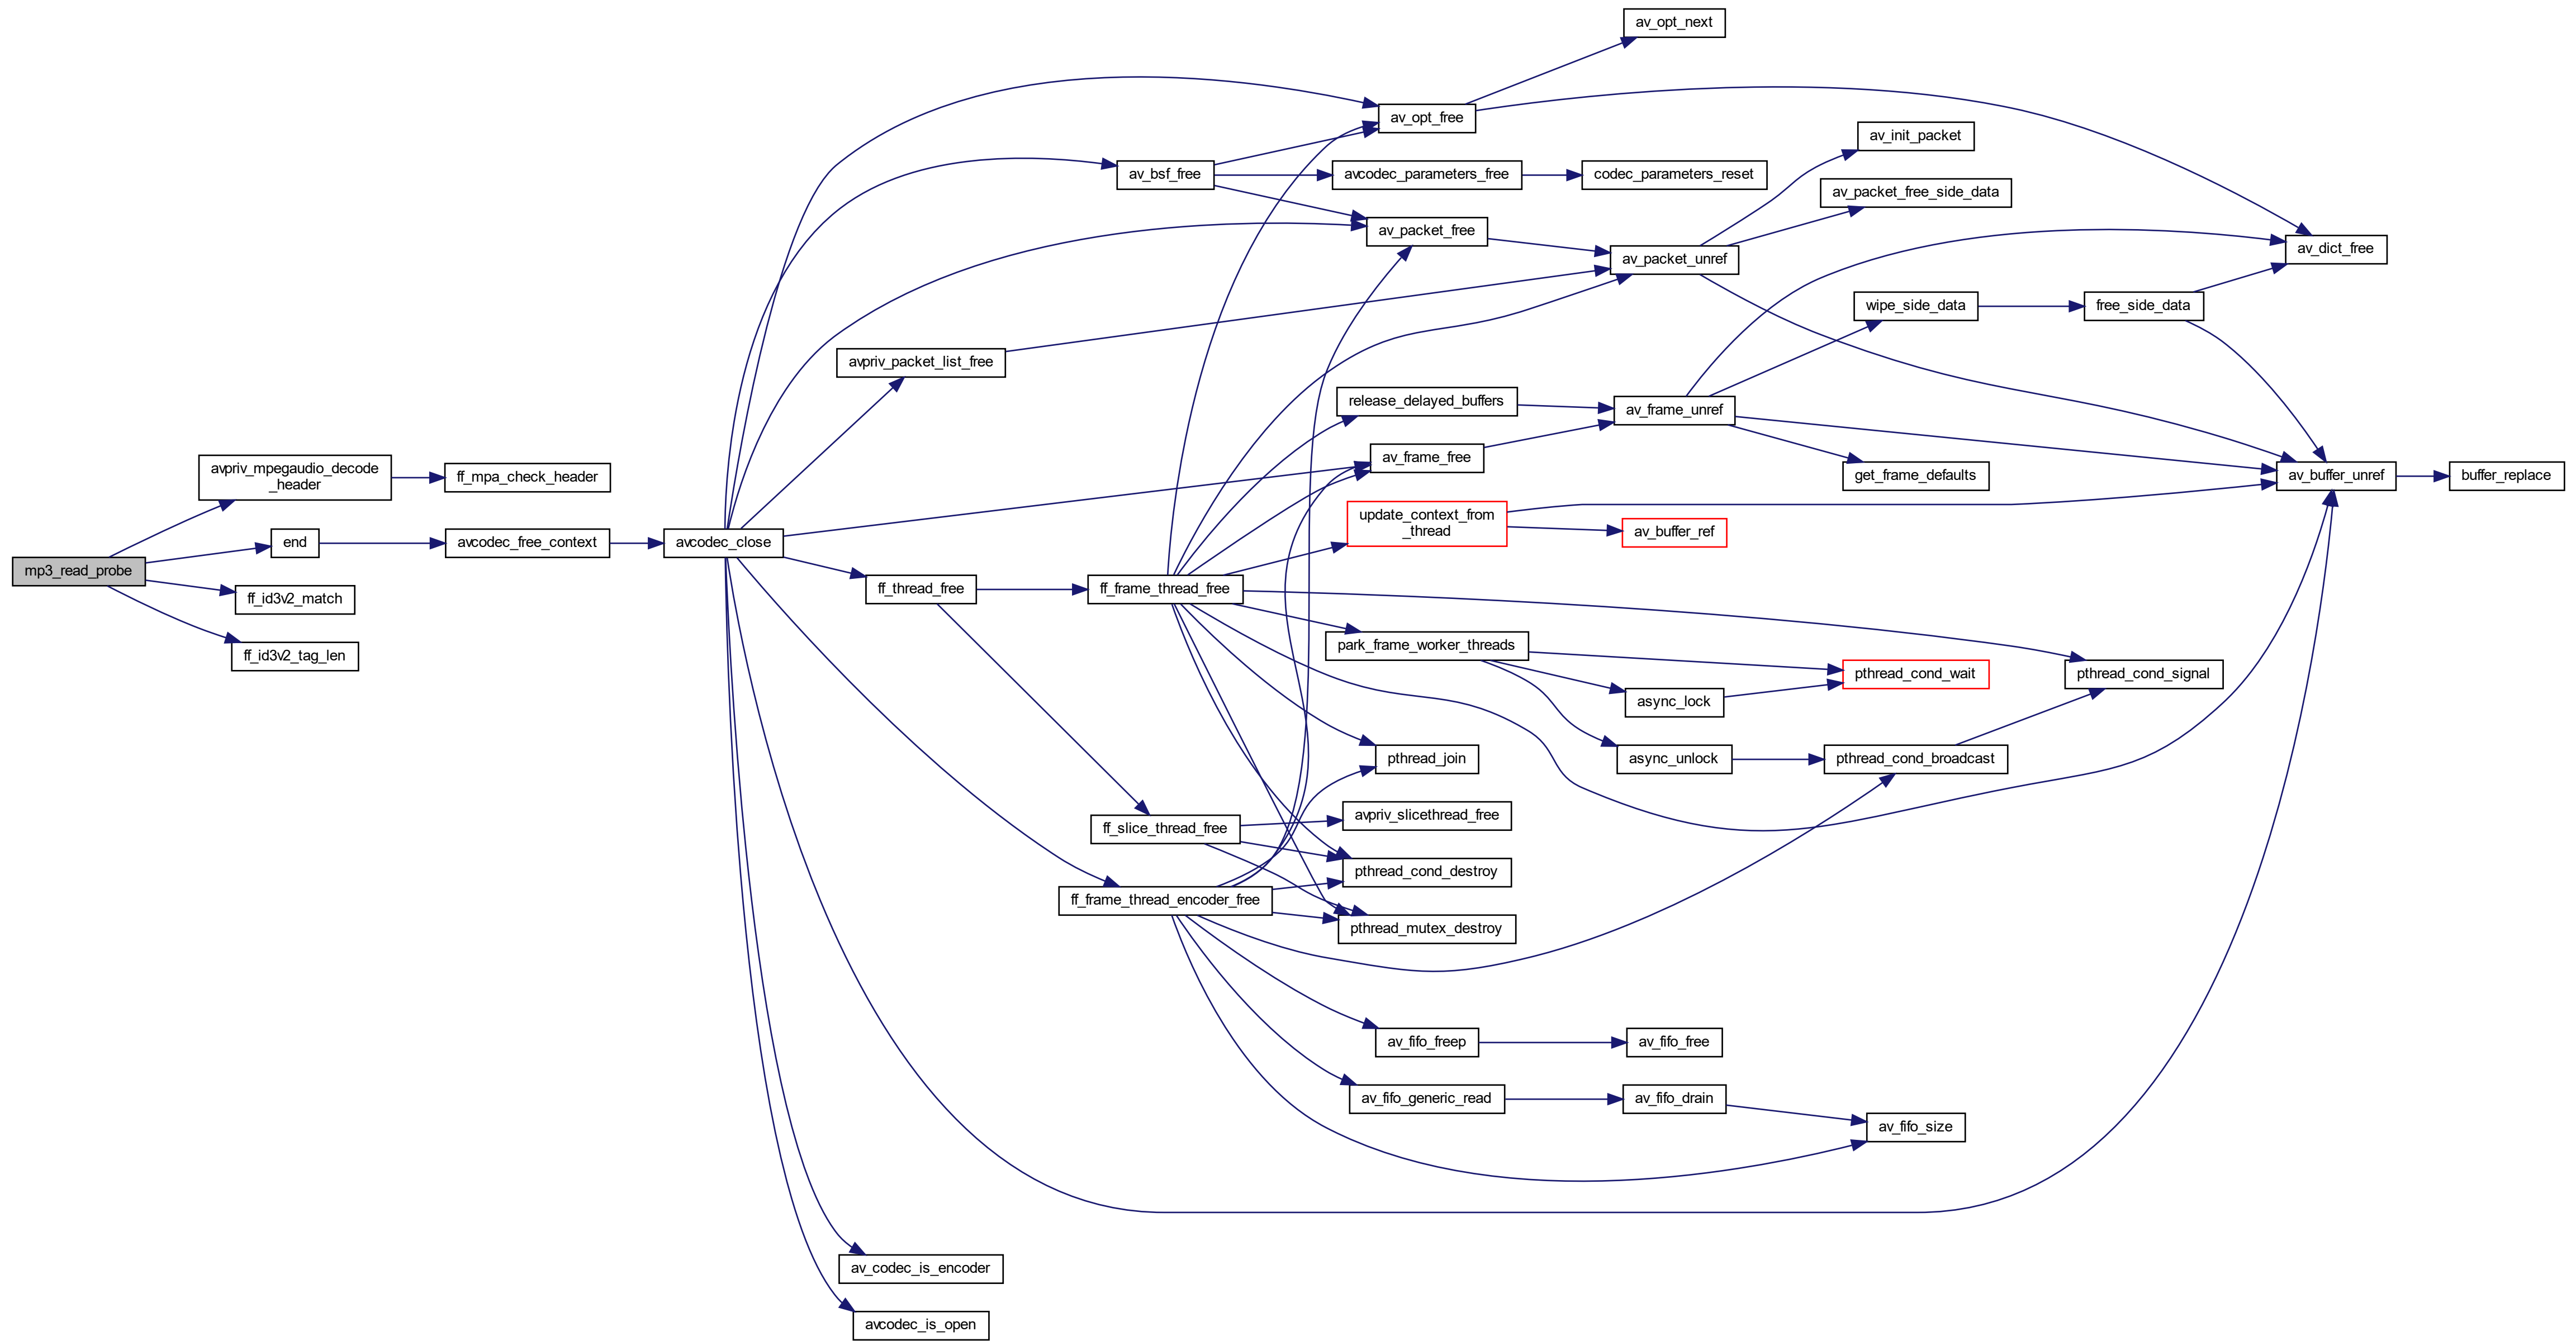 mp3_read_probe
avpriv_mpegaudio_decode
_header
end
ff_id3v2_match
ff_id3v2_tag_len
ff_mpa_check_header
avcodec_free_context
avcodec_close
avpriv_packet_list_free
ff_thread_free
av_codec_is_encoder
avcodec_is_open
av_bsf_free
ff_frame_thread_free
ff_slice_thread_free
ff_frame_thread_encoder_free
av_opt_free
avcodec_parameters_free
av_packet_free
release_delayed_buffers
av_frame_free
update_context_from
_thread
park_frame_worker_threads
pthread_join
avpriv_slicethread_free
pthread_cond_destroy
pthread_mutex_destroy
av_fifo_freep
av_fifo_generic_read
av_opt_next
codec_parameters_reset
av_packet_unref
av_frame_unref
av_buffer_ref
async_lock
async_unlock
av_fifo_free
av_fifo_drain
av_init_packet
av_packet_free_side_data
wipe_side_data
get_frame_defaults
pthread_cond_wait
pthread_cond_broadcast
av_fifo_size
free_side_data
pthread_cond_signal
av_dict_free
av_buffer_unref
buffer_replace